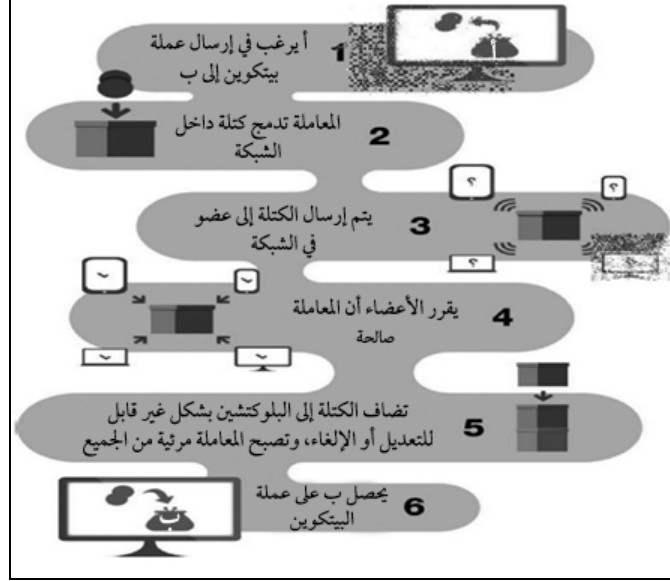 1
أ يرغب في إرسال عملة
بيتكوين إلى ب
2
المعاملة تدمج كتلة داخل
الشبكة
3
يتم إرسال الكتلة إلى عضو
في الشبكة
؟
؟
؟
؟
4
يقرر الأعضاء أن المعاملة
صالحة
5
تضاف الكتلة إلى البلوكتشين بشكل غير قابل
للتعديل أو الإلغاء، وتصبح المعاملة مرئية من الجميع
6
يحصل ب على عملة
البيتكوين